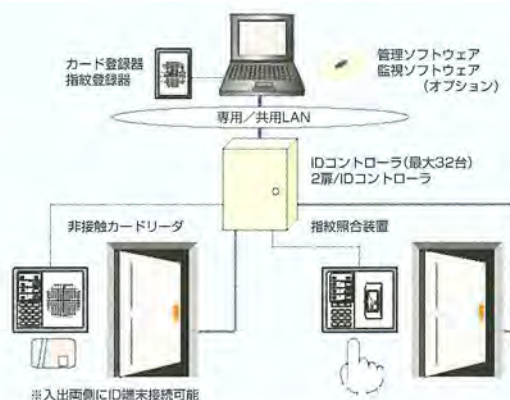 カード登録器
指紋登録器
管理ソフトウェア
監視ソフトウェア
(オプション)
専用/共用LAN
IDコントローラ(最大32台)
2扉/IDコントローラ
非接触カードリーダ
指紋照合装置
※入出両側にID端末接続可能